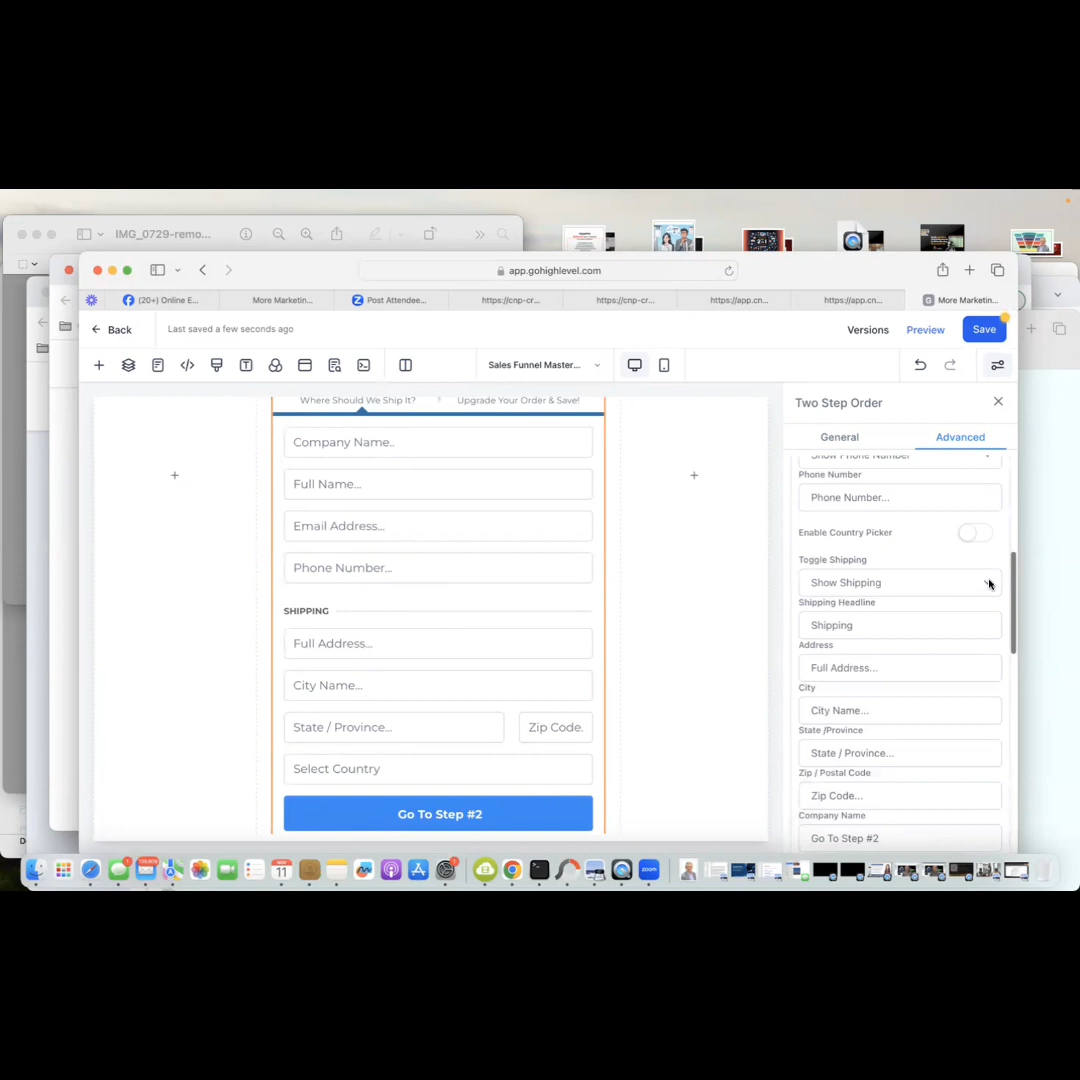 IMG_0729-remo...
app.gohighlevel.com
(20+) Online E...
More Marketin...
Post Attendee...
https://cnp-cr...
https://cnp-cr...
https://app.cn...
https://app.cn...
More Marketin...
Back
Last saved a few seconds ago
Versions
Preview
Save
Sales Funnel Master...
Where Should We Ship It?
Upgrade Your Order & Save!
Company Name..
Full Name...
Email Address...
Phone Number...
SHIPPING
Full Address...
City Name...
State / Province...
Zip Code.
Select Country
Go To Step #2
Two Step Order
General
Advanced
Show Phone Number
Phone Number
Phone Number...
Enable Country Picker
Toggle Shipping
Show Shipping
Shipping Headline
Shipping
Address
Full Address...
City
City Name...
State /Province
State / Province...
Zip / Postal Code
Zip Code...
Company Name
Go To Step #2
11
zoom